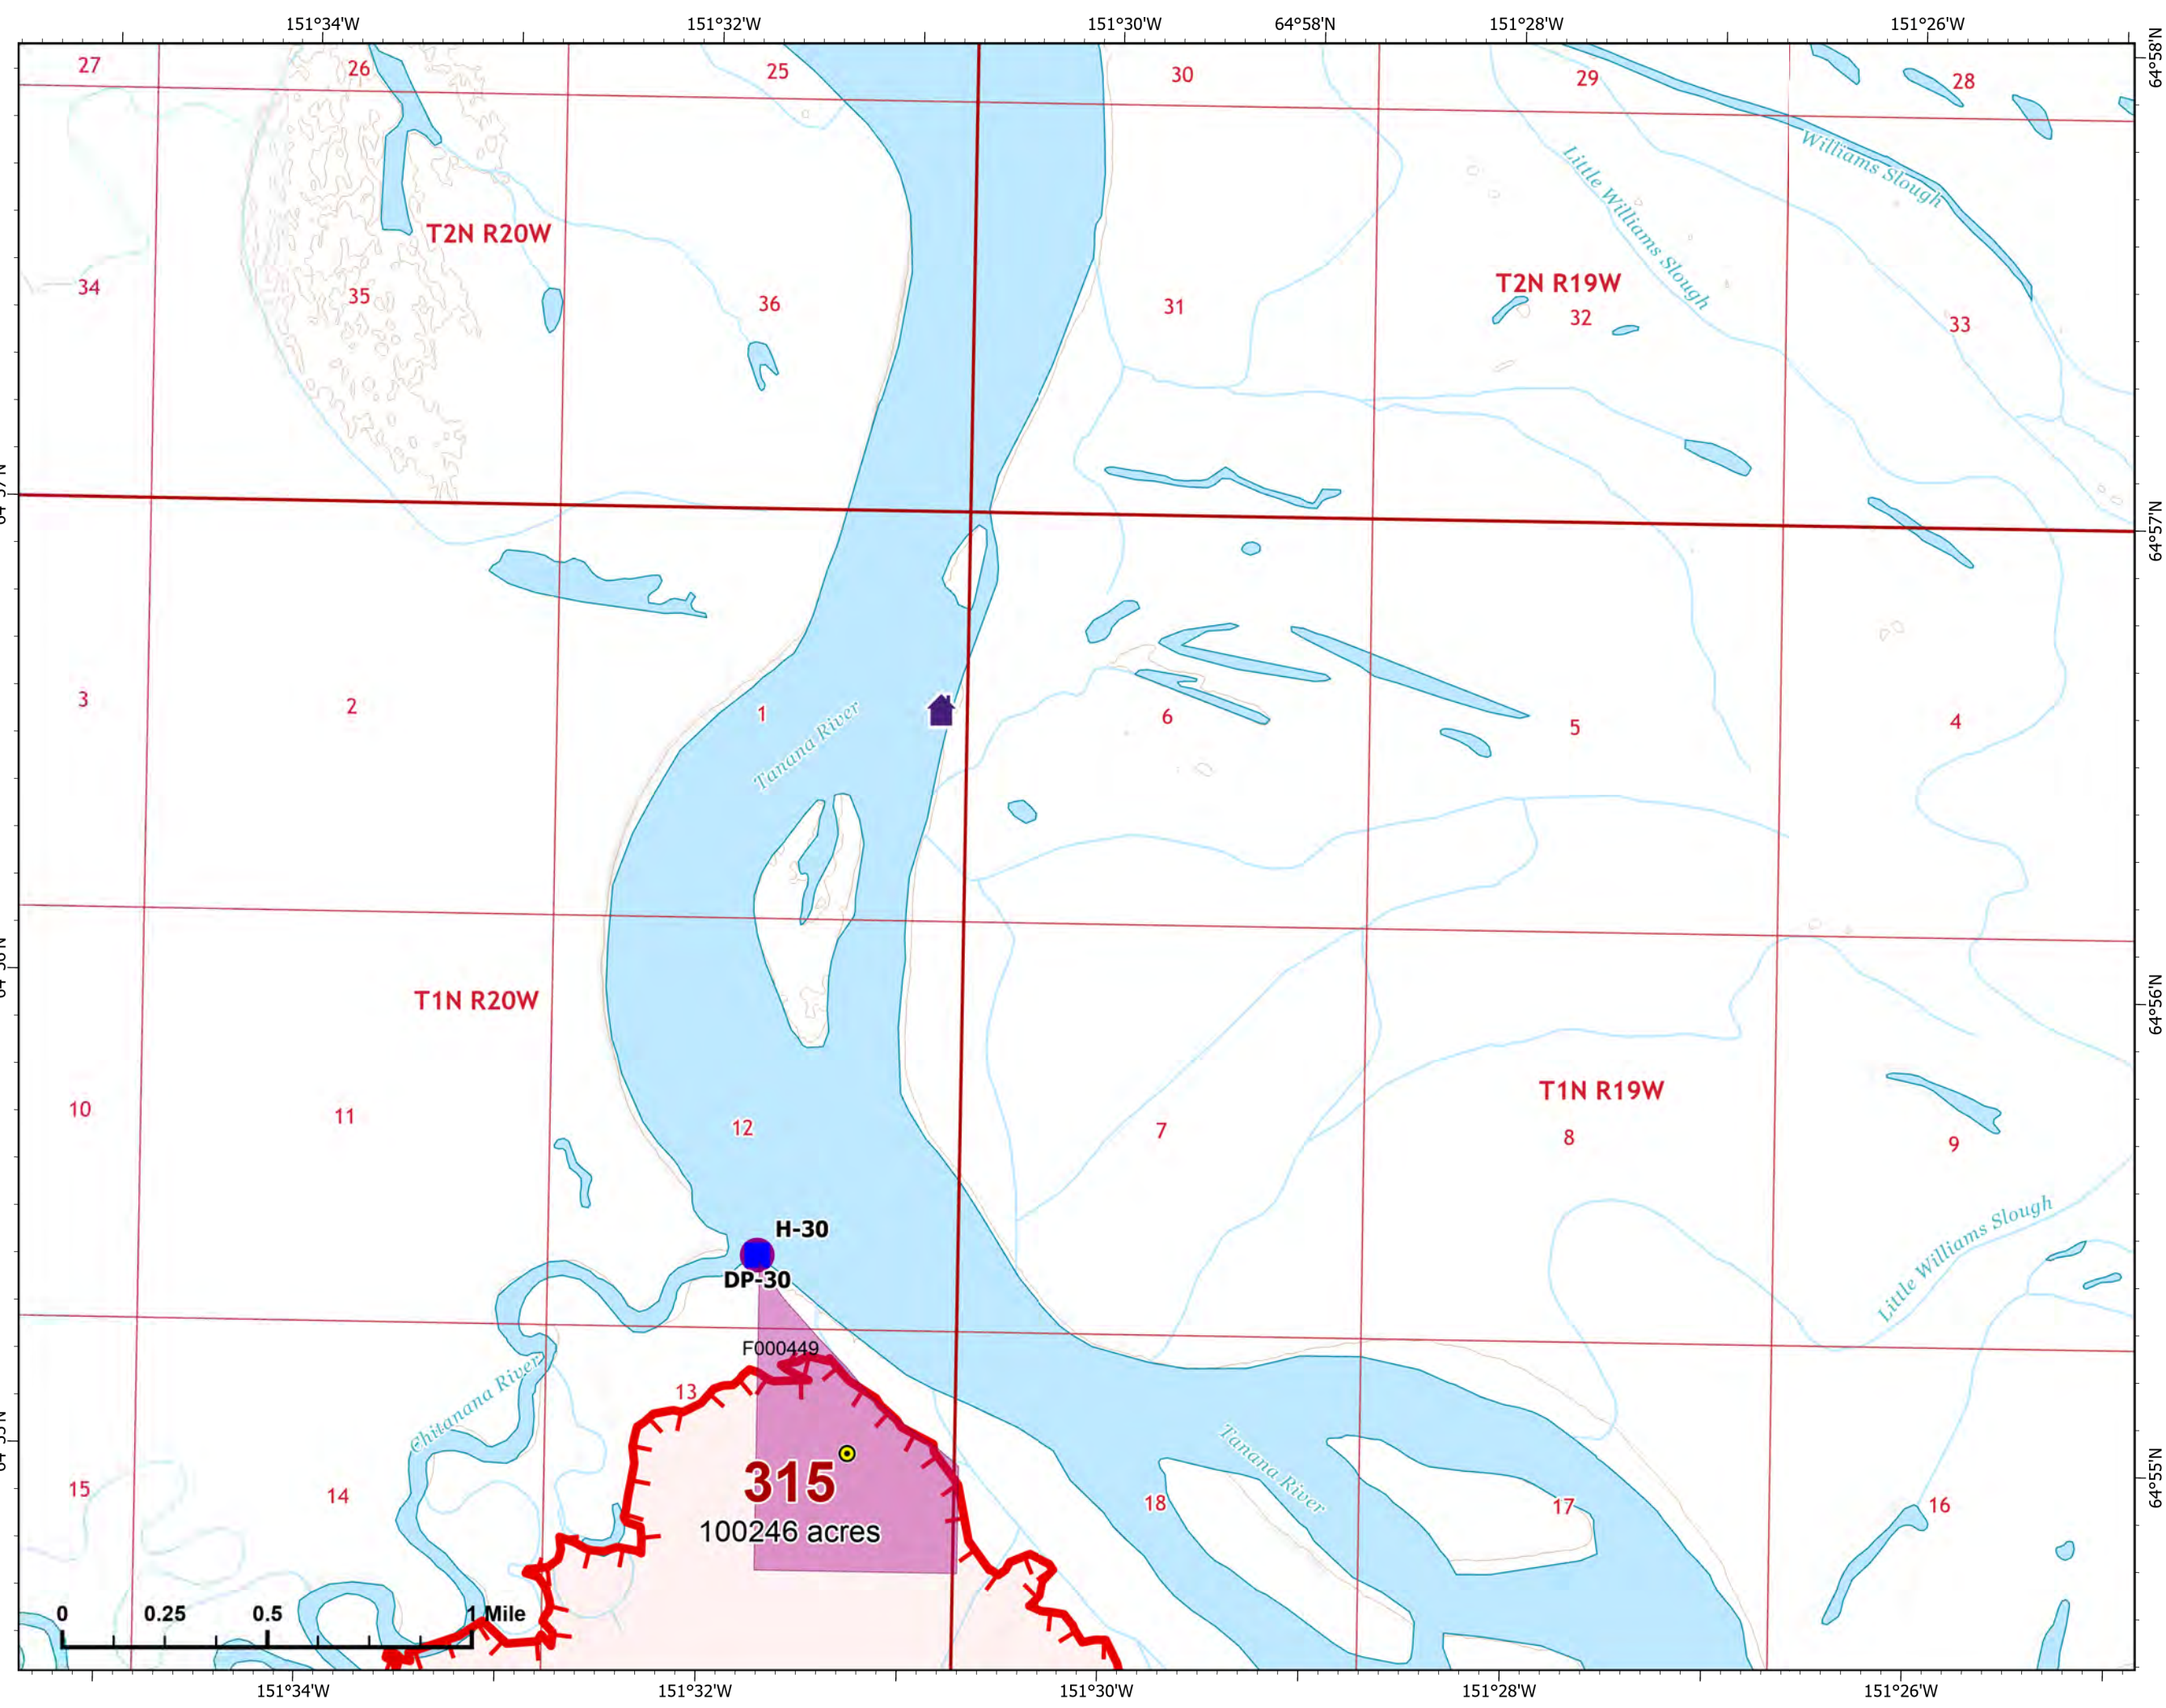 151°34'W 151°32'W 151°30'W 64°58'N 151°28'W 151°26'W
64°58'N
27 26 25 30 29 28
Williams Slough
Little Williams Slough
T2N R20W
T2N R19W
34 35 36 31 32 33
64°57'N
3 2 1 6 5 4
Tanana River
T1N R20W
64°56'N
T1N R19W
10 11 12 7 8 9
H-30
DP-30
Little Williams Slough
F000449
13
Chitanana River
Tanana River
315
100246 acres
64°55'N
15 14 18 17 16
0 0.25 0.5 1 Mile
151°34'W 151°32'W 151°30'W 151°28'W 151°26'W